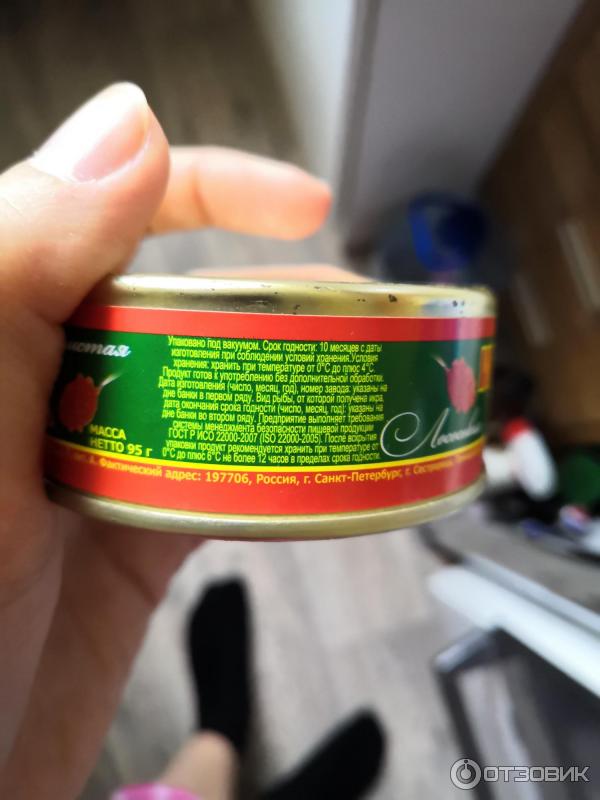 истая
Упаковано под вакуумом. Срок годности: 10 месяцев с даты
изготовления при соблюдении условий хранения.Условия
хранения: хранить при температуре от 0°С до плюс 4°С.
Продукт готов к употреблению без дополнительной обработки.
Дата изготовления (число, месяц, год), номер завода: указаны на
дне банки в первом ряду. Вид рыбы, от которой получена икра,
дата окончания срока годности (число, месяц, год): указаны на
дне банки во втором ряду. Предприятие выполняет требования
системы менеджмента безопасности пищевой продукции
ГОСТ Р ИСО 22000-2007 (ISO 22000-2005). После вскрытия
упаковки продукт рекомендуется хранить при температуре от
0°С до плюс 6°С не более 12 часов в пределах срока годности.
МАССА
НЕТТО 95 г
Лососевая
А. Фактический адрес: 197706, Россия, г. Санкт-Петербург, г. Сестрорецк,
ОТЗОВИК